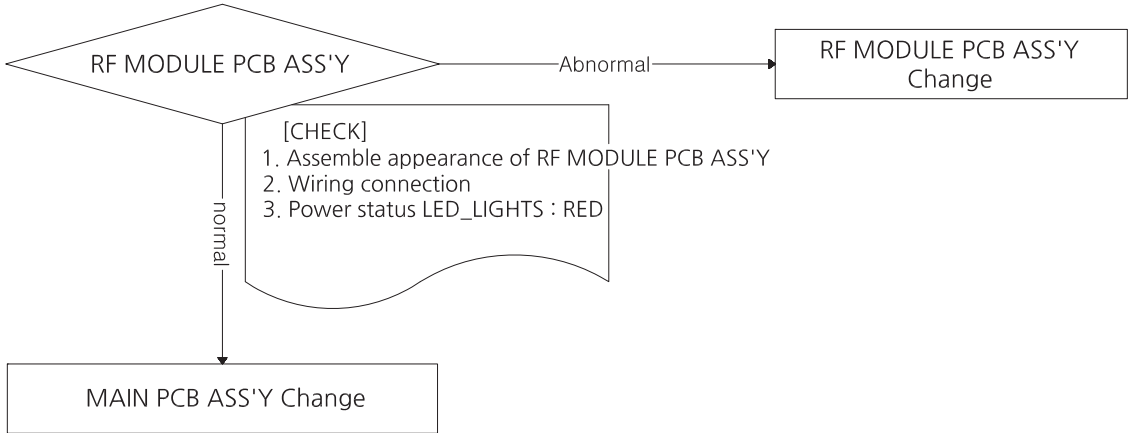 RF MODULE PCB ASS'Y
Abnormal
RF MODULE PCB ASS'Y
Change
[CHECK]
1. Assemble appearance of RF MODULE PCB ASS'Y
2. Wiring connection
3. Power status LED_LIGHTS : RED
normal
MAIN PCB ASS'Y Change